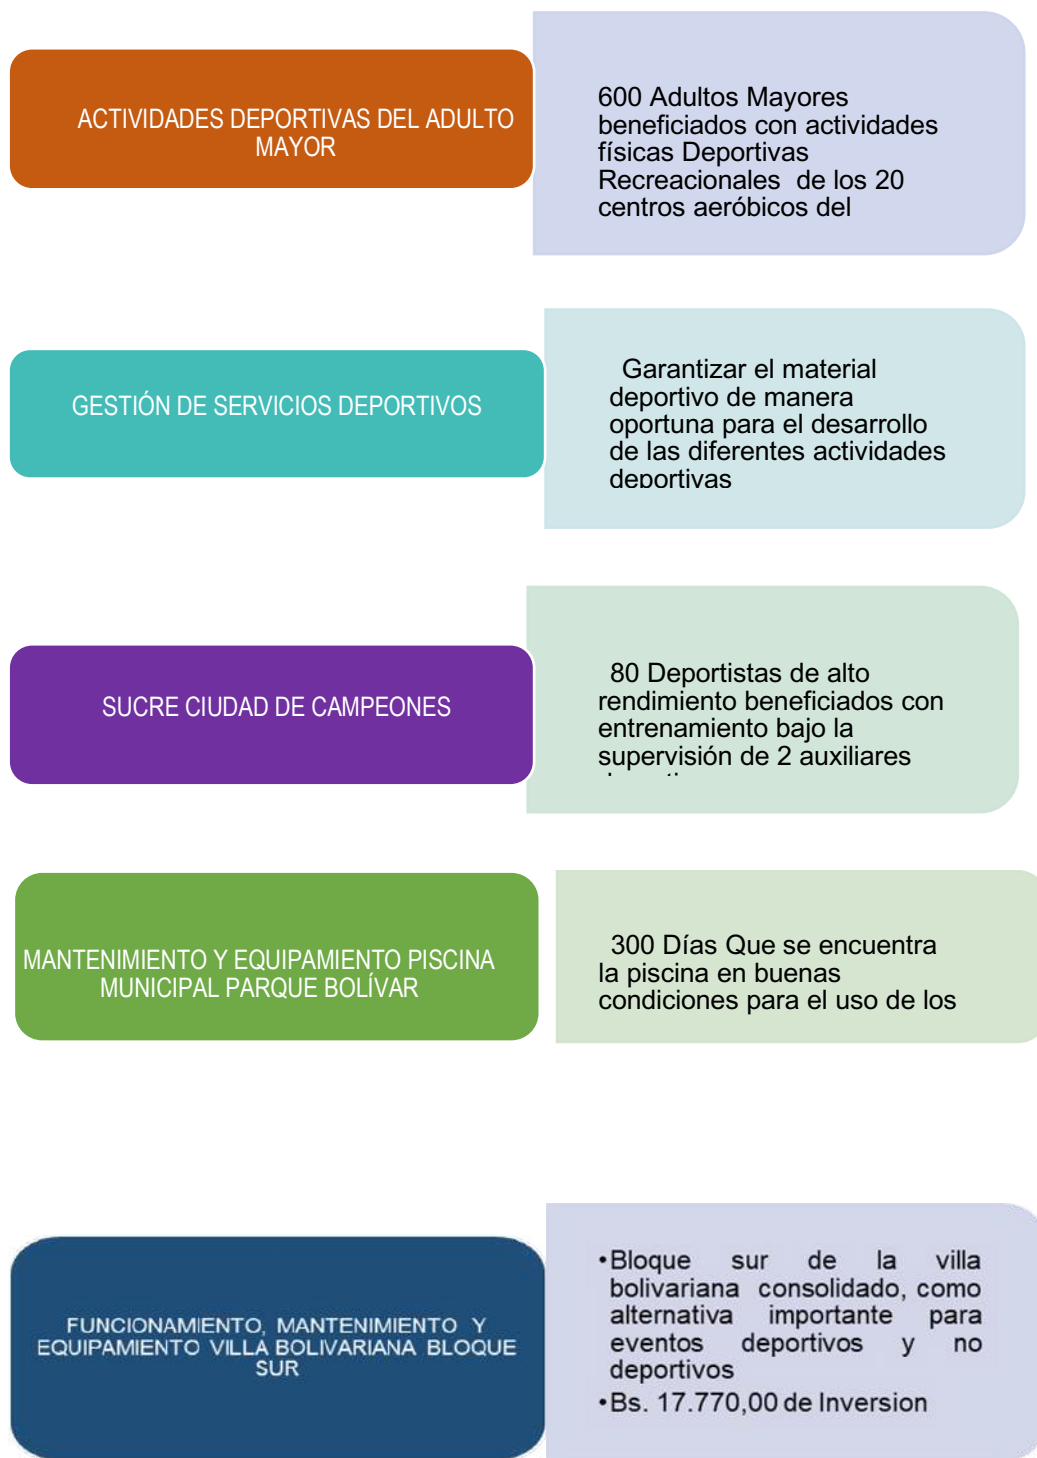 ACTIVIDADES DEPORTIVAS DEL ADULTO
MAYOR
600 Adultos Mayores
beneficiados con actividades
físicas Deportivas
Recreacionales de los 20
centros aeróbicos del
GESTIÓN DE SERVICIOS DEPORTIVOS
Garantizar el material
deportivo de manera
oportuna para el desarrollo
de las diferentes actividades
deportivas
SUCRE CIUDAD DE CAMPEONES
80 Deportistas de alto
rendimiento beneficiados con
entrenamiento bajo la
supervisión de 2 auxiliares
MANTENIMIENTO Y EQUIPAMIENTO PISCINA
MUNICIPAL PARQUE BOLÍVAR
300 Días Que se encuentra
la piscina en buenas
condiciones para el uso de los
FUNCIONAMIENTO, MANTENIMIENTO Y
EQUIPAMIENTO VILLA BOLIVARIANA BLOQUE
SUR
•Bloque sur de la villa
bolivariana consolidado, como
alternativa importante para
eventos deportivos y no
deportivos
•Bs. 17.770,00 de Inversion